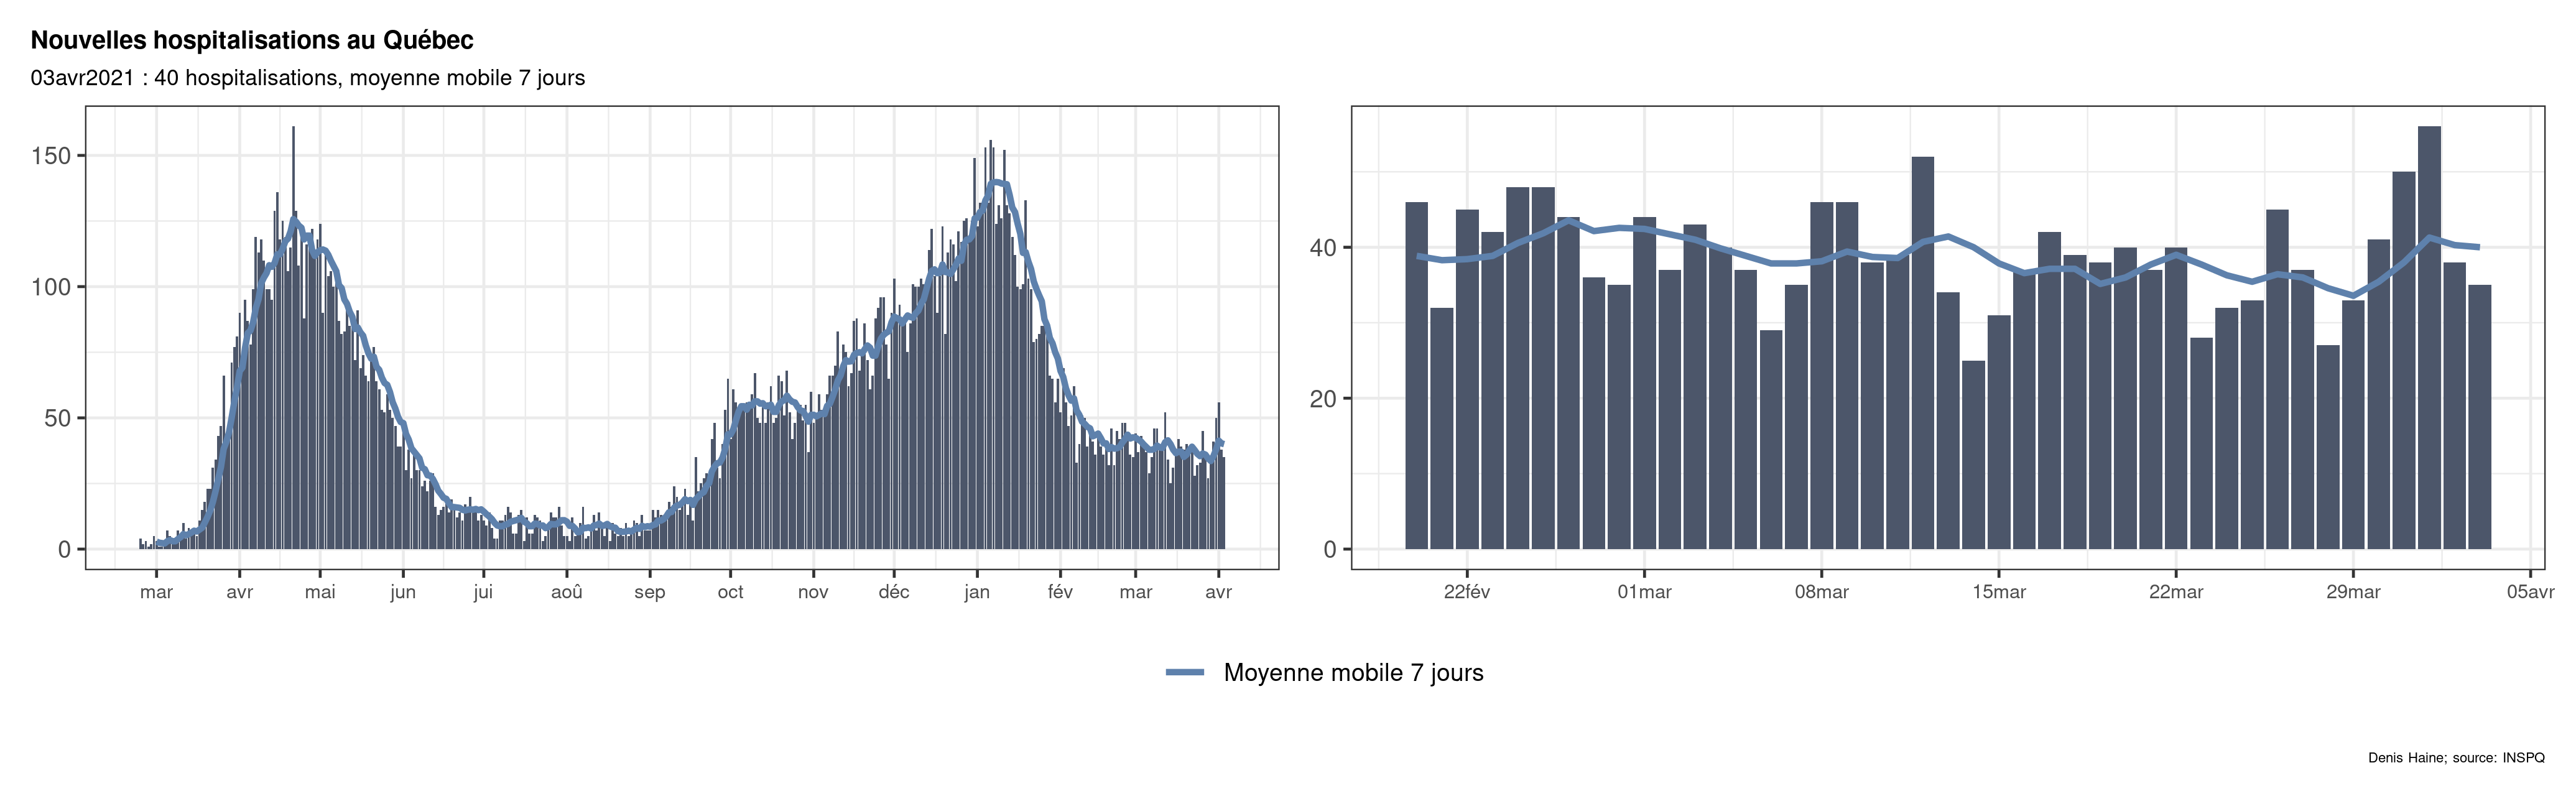 Nouvelles hospitalisations au Québec
03avr2021 : 40 hospitalisations, moyenne mobile 7 jours
150
100
50
0
mar avr mai jun jui aoû sep oct nov déc jan fév mar avr
40
20
0
22fév 01mar 08mar 15mar 22mar 29mar 05avr
Moyenne mobile 7 jours
Denis Haine; source: INSPQ